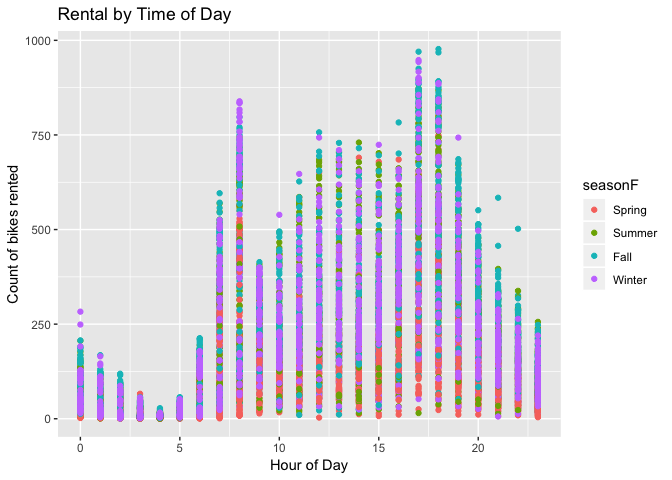 Rental by Time of Day
1000
750
500
250
0
Count of bikes rented
0 5 10 15 20
Hour of Day
seasonF
Spring
Summer
Fall
Winter